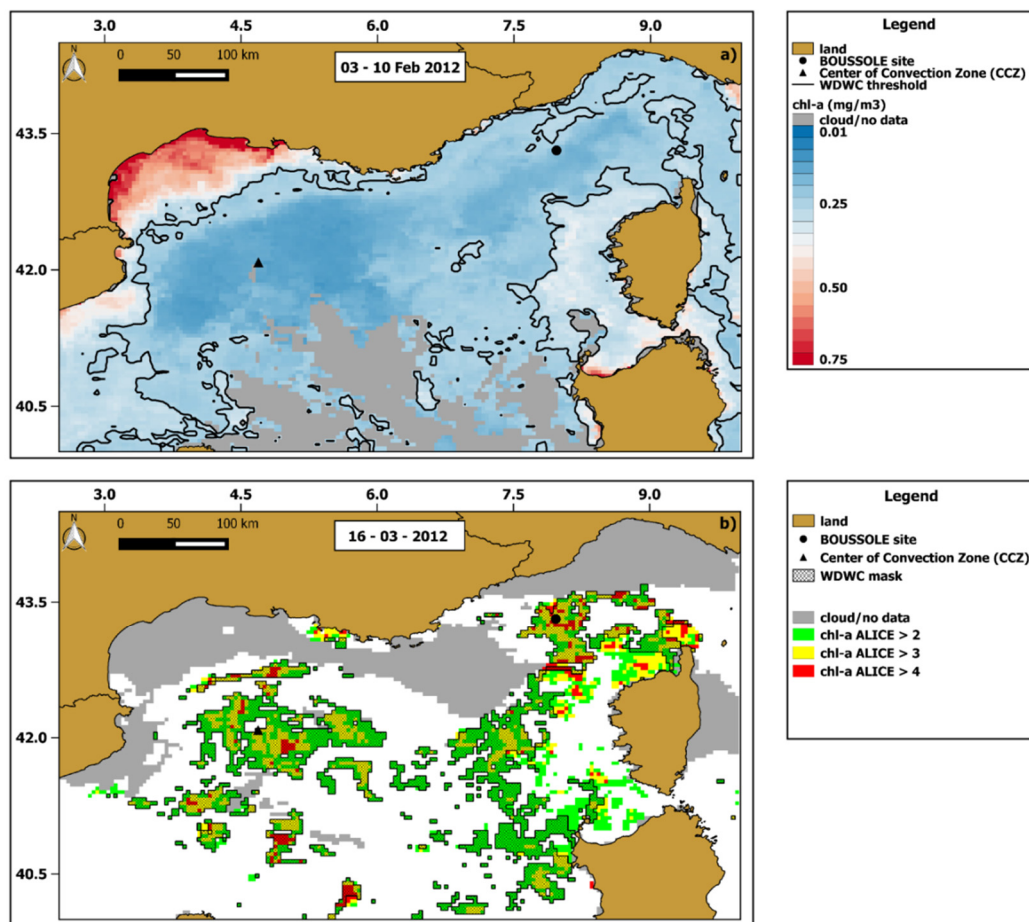 3.0 4.5 6.0 7.5 9.0
0 50 100 km
03 - 10 Feb 2012
a)
43.5
42.0
40.5
Legend
land
BOUSSOLE site
Center of Convection Zone (CCZ)
WDWC threshold
chl-a (mg/m3)
cloud/no data
0.01
0.25
0.50
0.75
3.0 4.5 6.0 7.5 9.0
0 50 100 km
16 - 03 - 2012
b)
43.5
42.0
40.5
Legend
land
BOUSSOLE site
Center of Convection Zone (CCZ)
WDWC mask
cloud/no data
chl-a ALICE > 2
chl-a ALICE > 3
chl-a ALICE > 4